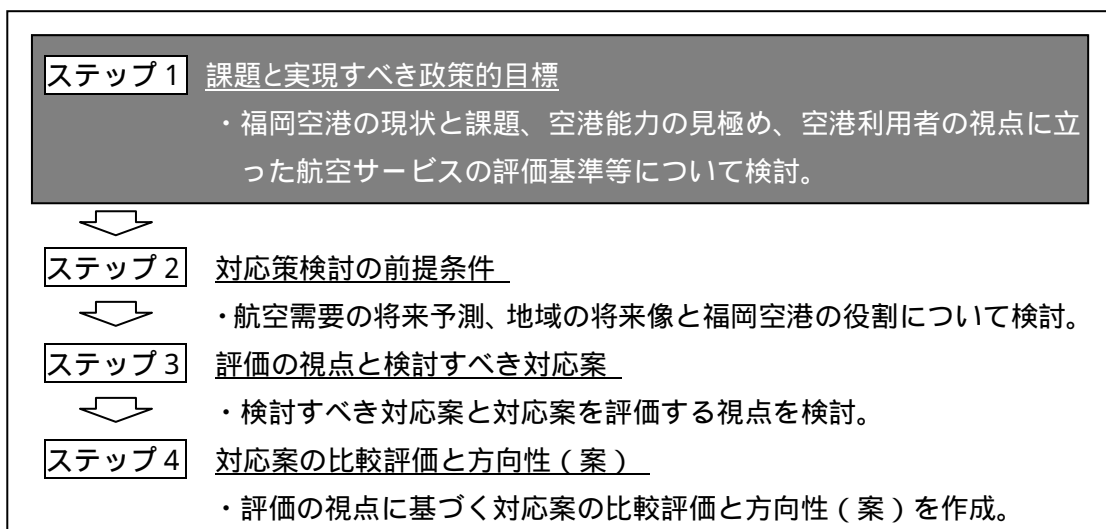 ステップ1 課題と実現すべき政策的目標
・福岡空港の現状と課題、空港能力の見極め、空港利用者の視点に立
った航空サービスの評価基準等について検討。
ステップ2 対応策検討の前提条件
・航空需要の将来予測、地域の将来像と福岡空港の役割について検討。
ステップ3 評価の視点と検討すべき対応案
・検討すべき対応案と対応案を評価する視点を検討。
ステップ4 対応案の比較評価と方向性(案)
・評価の視点に基づく対応案の比較評価と方向性(案)を作成。